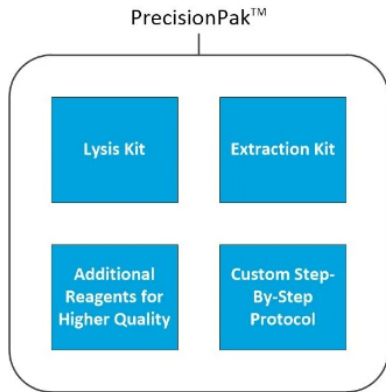 PrecisionPak™
Lysis Kit
Extraction Kit
Additional
Reagents for
Higher Quality
Custom Step-
By-Step
Protocol